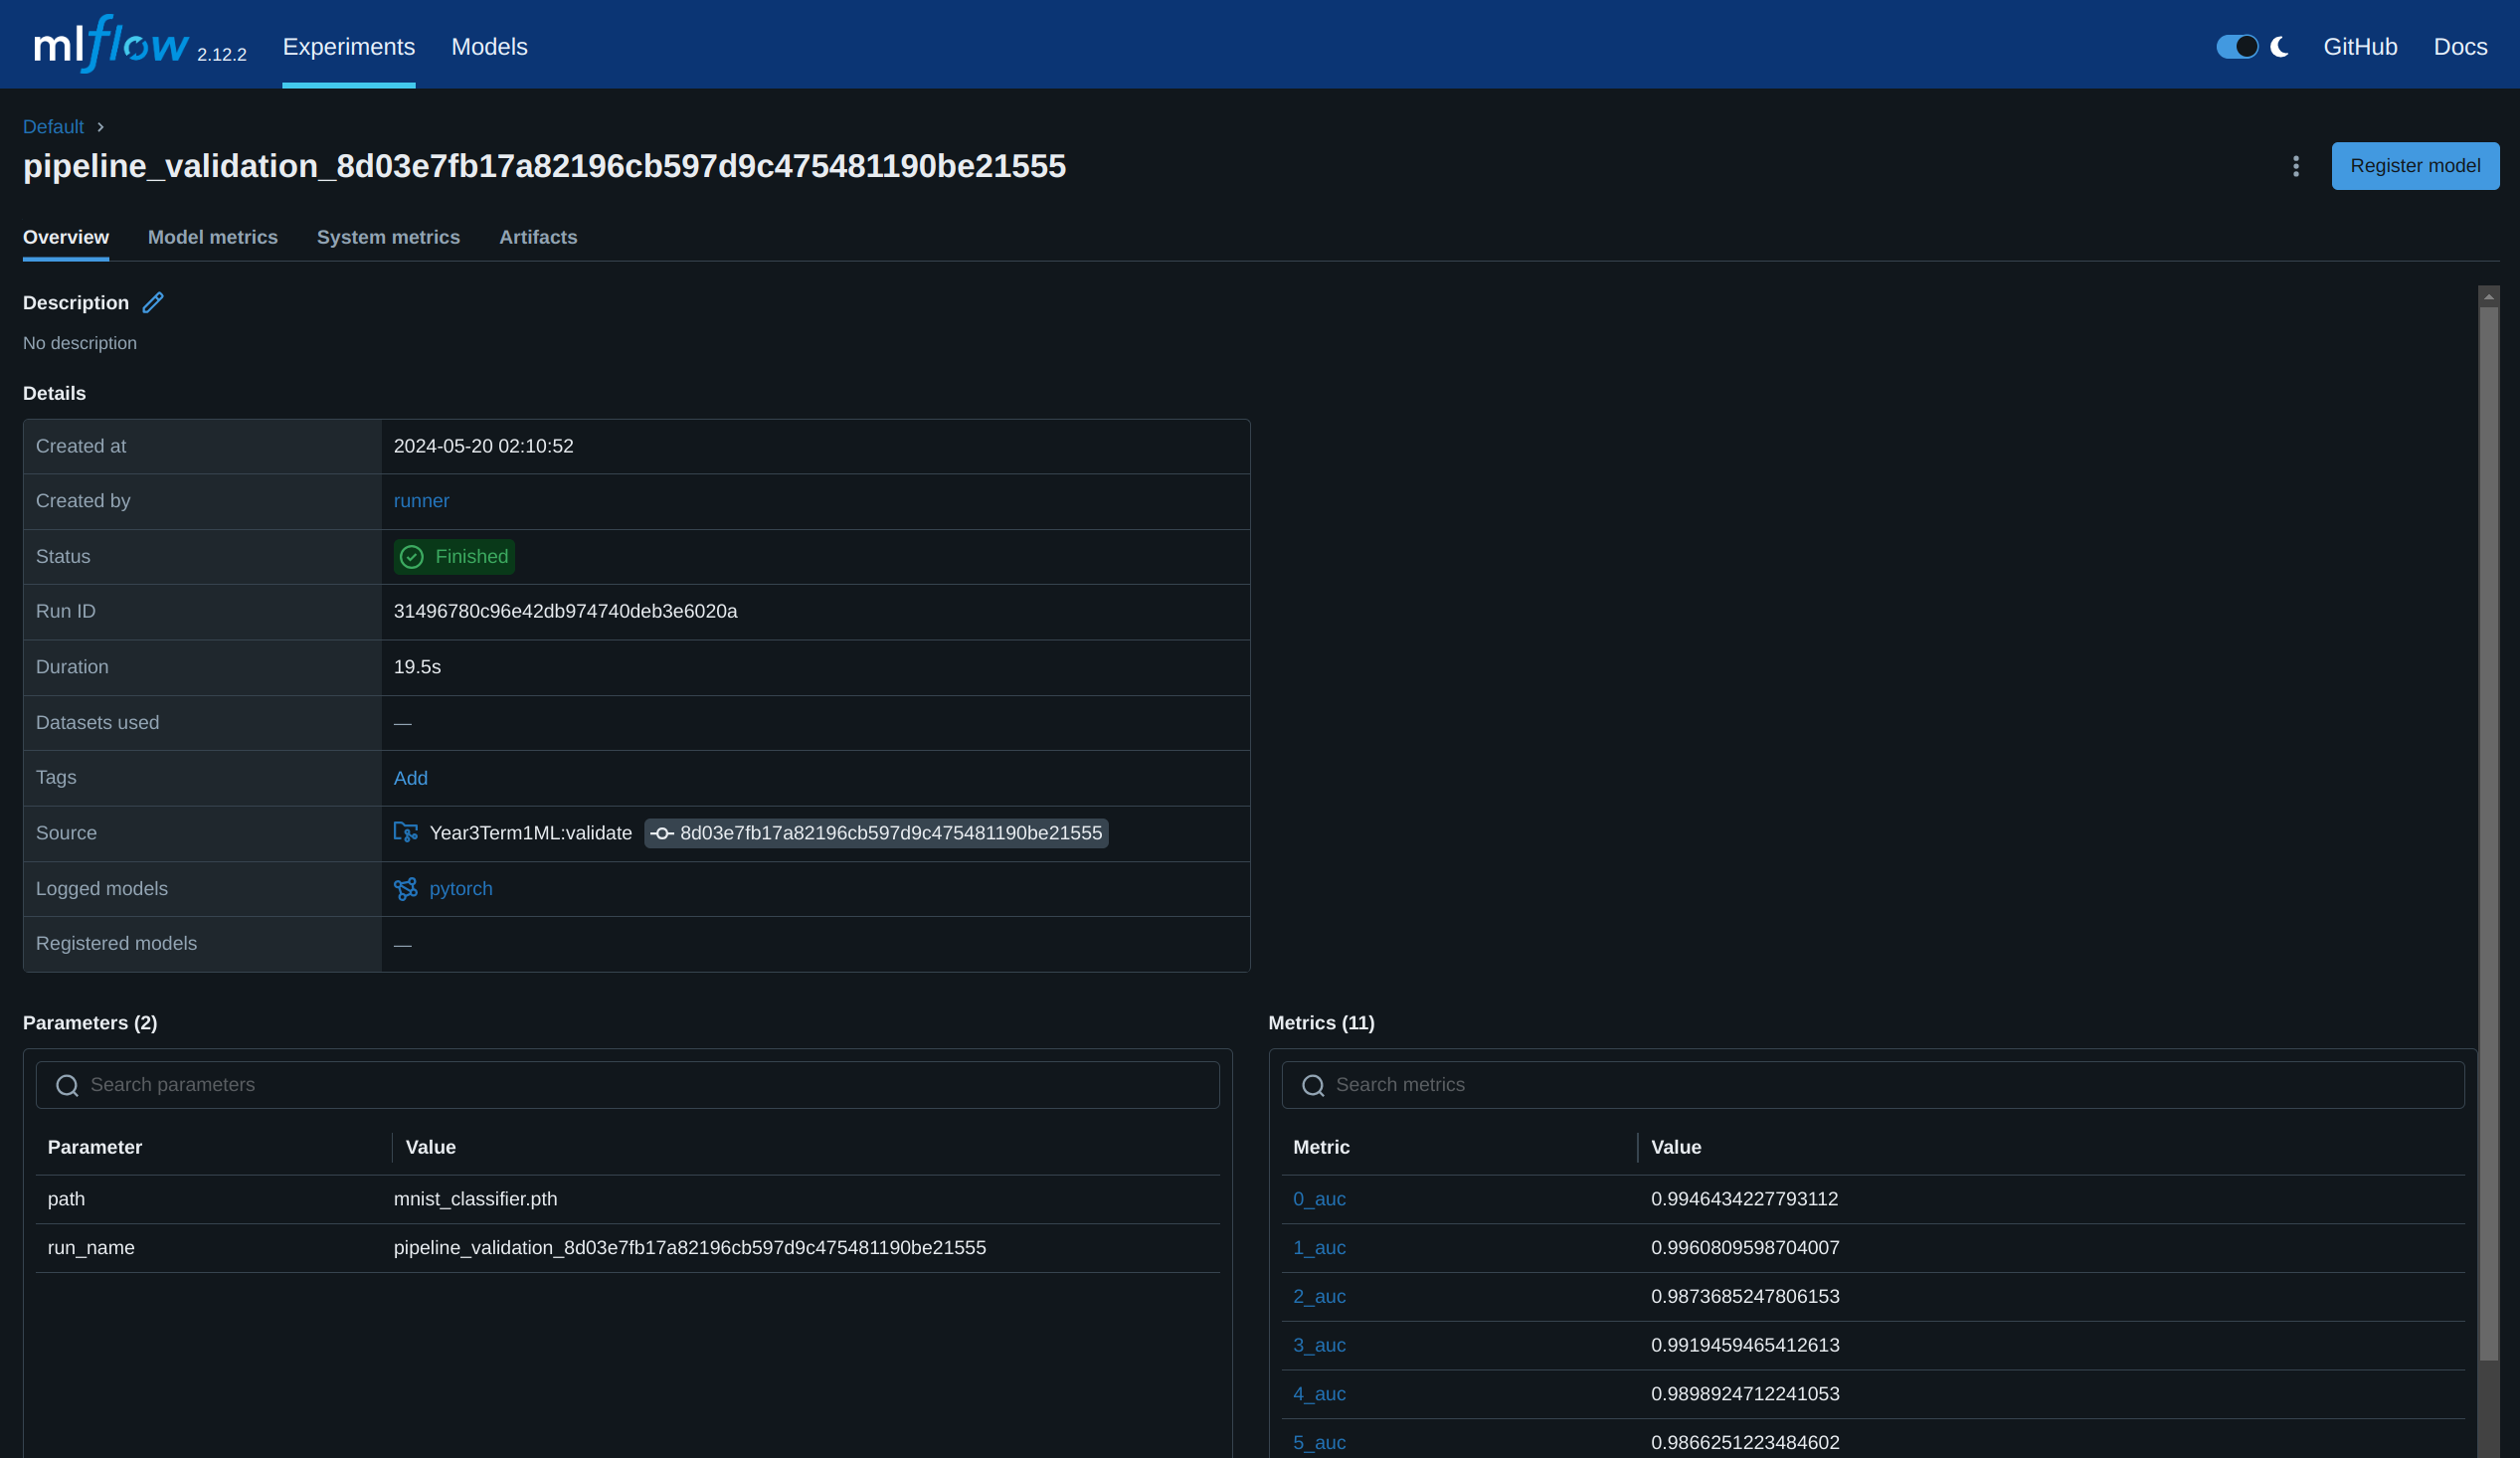 mlflow 2.12.2 Experiments Models GitHub Docs
Default
pipeline_validation_8d03e7fb17a82196cb597d9c475481190be21555
Register model
Overview Model metrics System metrics Artifacts
Description
No description
Details
Created at 2024-05-20 02:10:52
Created by runner
Status Finished
Run ID 31496780c96e42db974740deb3e6020a
Duration 19.5s
Datasets used —
Tags Add
Source Year3Term1ML:validate 8d03e7fb17a82196cb597d9c475481190be21555
Logged models pytorch
Registered models —
Parameters (2)
Search parameters
Parameter Value
path mnist_classifier.pth
run_name pipeline_validation_8d03e7fb17a82196cb597d9c475481190be21555
Metrics (11)
Search metrics
Metric Value
0_auc 0.9946434227793112
1_auc 0.9960809598704007
2_auc 0.9873685247806153
3_auc 0.9919459465412613
4_auc 0.9898924712241053
5_auc 0.9866251223484602